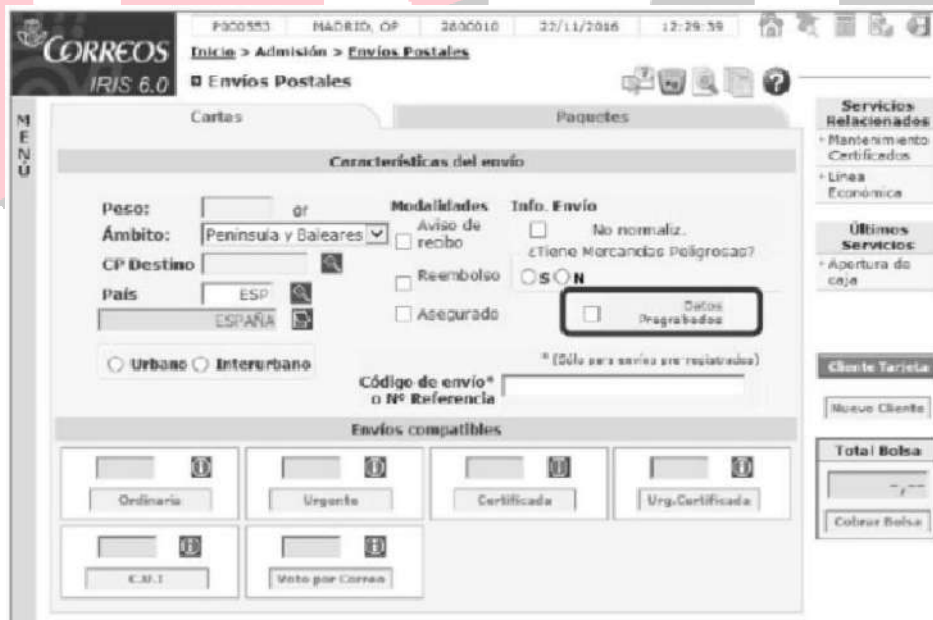 P000553 MADRID, OP 2800010 22/11/2016 12:29:59
CORREOS
IRIS 6.0
Inicio > Admisión > Envíos Postales
Envíos Postales
MENÚ
Cartas Paquetes
Características del envío
Peso: gr
Ámbito: Península y Baleares
CP Destino
País ESP
ESPAÑA
Urbano Interurbano
Modalidades
Aviso de
recibo
Reembolso
Asegurado
Info. Envío
No normaliz.
¿Tiene Mercancías Peligrosas?
S N
Datos
Pregrabados
* (Sólo para envíos pre-registrados)
Código de envío*
o Nº Referencia
Envíos compatibles
Ordinaria
Urgente
Certificada
Urg.Certificada
Voto por Correo
Servicios
Relacionados
Mantenimiento
Certificados
Línea
Económica
Últimos
Servicios
Apertura de
caja
Cliente Tarjeta
Nuevo Cliente
Total Bolsa
-,--
Cobrar Bolsa